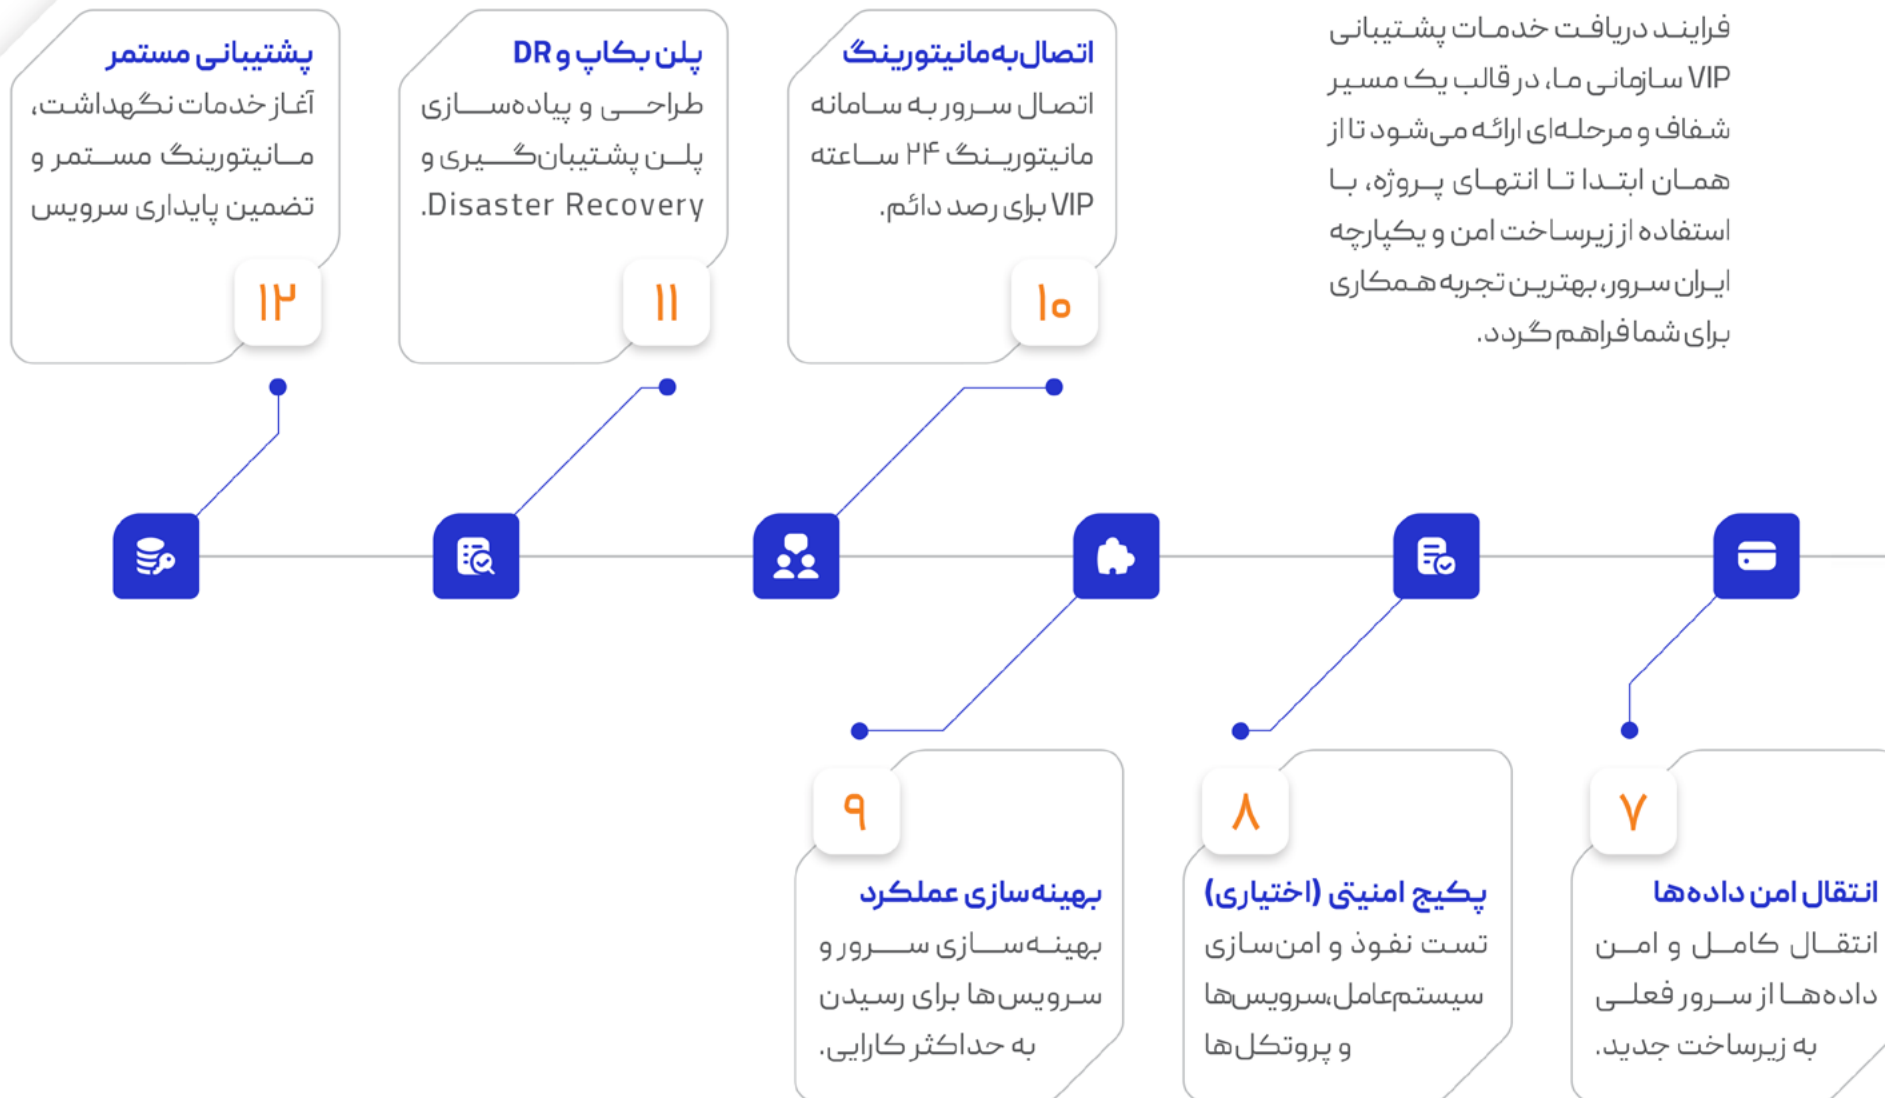 فرایند دریافت خدمات پشتیبانی
VIP سازمانی ما، در قالب یک مسیر
شفاف و مرحله‌ای ارائه می‌شود تا از
همان ابتدا تا انتهای پروژه، با
استفاده از زیرساخت امن و یکپارچه
ایران سرور، بهترین تجربه همکاری
برای شما فراهم گردد.
انتقال امن داده‌ها
انتقال کامل و امن
داده‌ها از سرور فعلی
به زیرساخت جدید.
۷
پکیج امنیتی (اختیاری)
تست نفوذ و امن‌سازی
سیستم‌عامل،سرویس‌ها
و پروتکل‌ها
۸
بهینه‌سازی عملکرد
بهینه‌سازی سرور و
سرویس‌ها برای رسیدن
به حداکثر کارایی.
۹
اتصال به مانیتورینگ
اتصال سرور به سامانه
مانیتورینگ ۲۴ ساعته
VIP برای رصد دائم.
۱۰
پلن بکاپ و DR
طراحی و پیاده‌سازی
پلن پشتیبان‌گیری و
Disaster Recovery.
۱۱
پشتیبانی مستمر
آغاز خدمات نگهداشت،
مانیتورینگ مستمر و
تضمین پایداری سرویس
۱۲